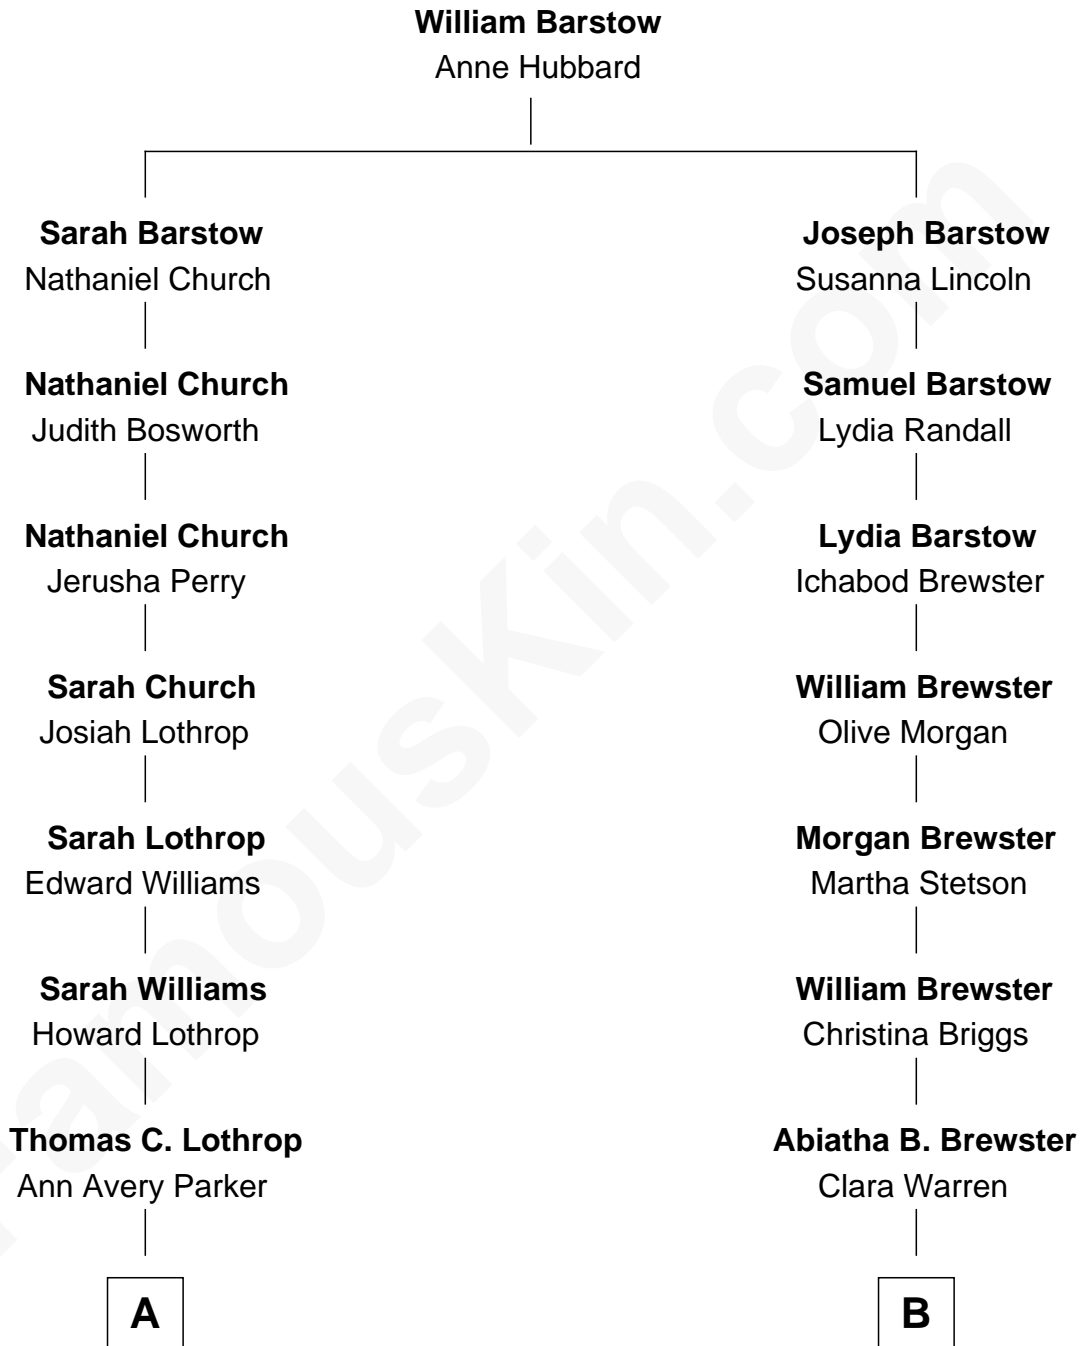 William Barstow
Anne Hubbard
Sarah Barstow
Nathaniel Church
Joseph Barstow
Susanna Lincoln
Nathaniel Church
Judith Bosworth
Samuel Barstow
Lydia Randall
Nathaniel Church
Jerusha Perry
Lydia Barstow
Ichabod Brewster
Sarah Church
Josiah Lothrop
William Brewster
Olive Morgan
Sarah Lothrop
Edward Williams
Morgan Brewster
Martha Stetson
Sarah Williams
Howard Lothrop
William Brewster
Christina Briggs
Thomas C. Lothrop
Ann Avery Parker
Abiatha B. Brewster
Clara Warren
A
B
FamousKin.com